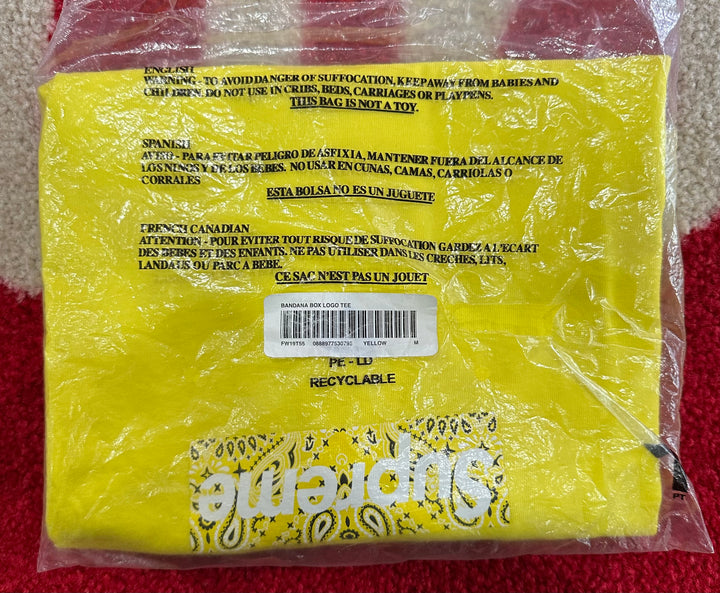 ENGLISH
WARNING - TO AVOID DANGER OF SUFFOCATION, KEEP AWAY FROM BABIES AND
CHILDREN. DO NOT USE IN CRIBS, BEDS, CARRIAGES OR PLAYPENS.
THIS BAG IS NOT A TOY.
SPANISH
AVISO - PARA EVITAR PELIGRO DE ASFIXIA, MANTENER FUERA DEL ALCANCE DE
LOS NINOS Y DE LOS BEBES. NO USAR EN CUNAS, CAMAS, CARRIOLAS O
CORRALES
ESTA BOLSA NO ES UN JUGUETE
FRENCH CANADIAN
ATTENTION - POUR EVITER TOUT RISQUE DE SUFFOCATION GARDEZ A L'ECART
DES BEBES ET DES ENFANTS. NE PAS UTILISER DANS LES CRECHES, LITS,
LANDAUS OU PARC A BEBE.
CE SAC N'EST PAS UN JOUET
BANDANA BOX LOGO TEE
FW19T55 0888977530790 YELLOW M
PE - LD
RECYCLABLE
Supreme